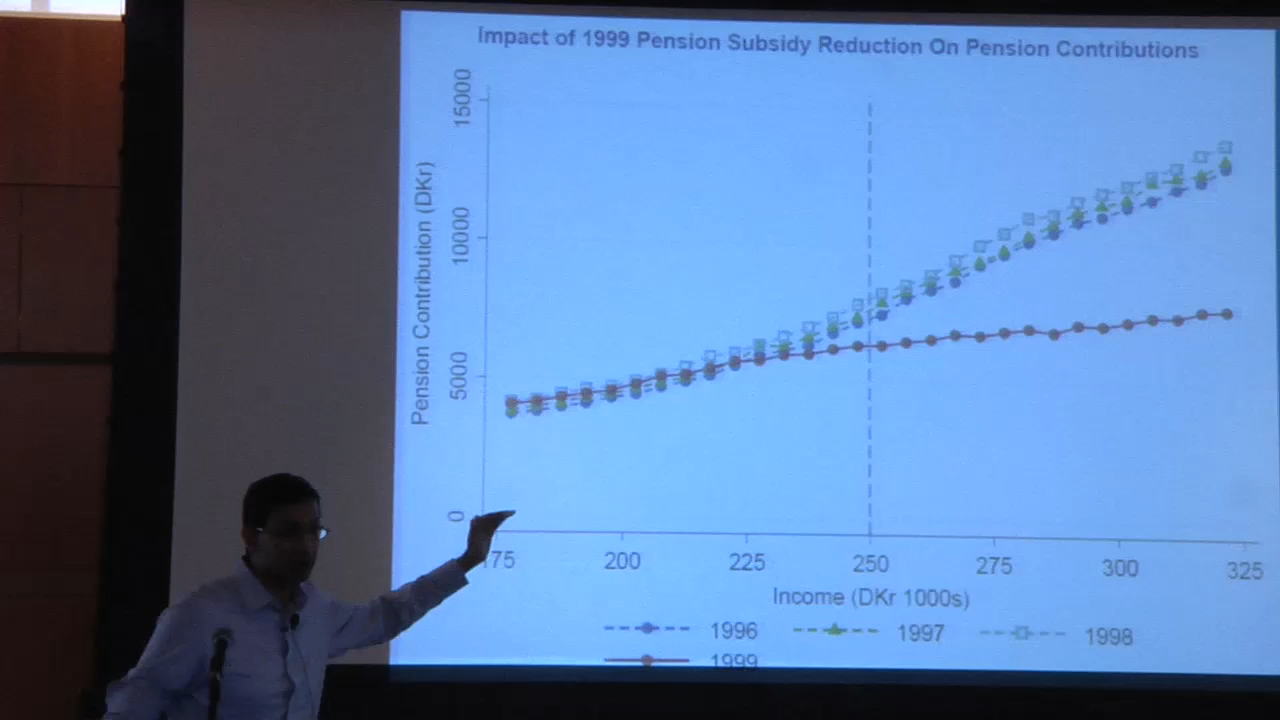 Impact of 1999 Pension Subsidy Reduction On Pension Contributions
Pension Contribution (DKr)
15000
10000
5000
0
75 200 225 250 275 300 325
Income (DKr 1000s)
1996 1997 1998
1999